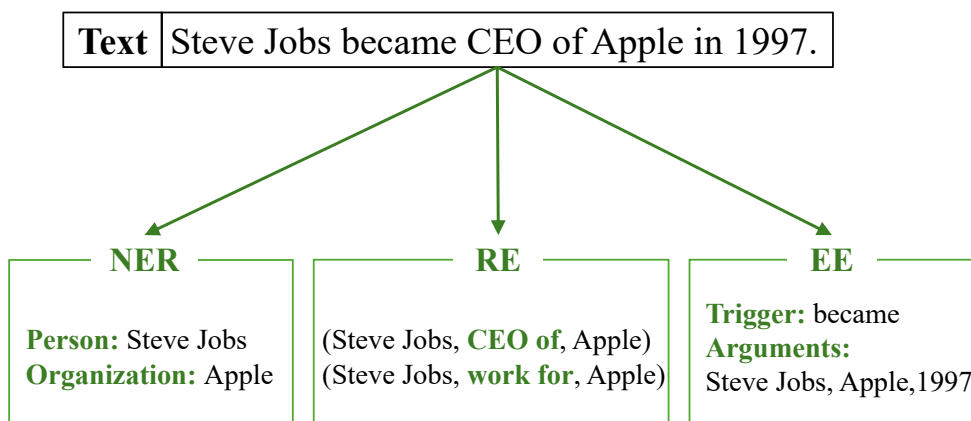 Text Steve Jobs became CEO of Apple in 1997.
NER
Person: Steve Jobs
Organization: Apple
RE
(Steve Jobs, CEO of, Apple)
(Steve Jobs, work for, Apple)
EE
Trigger: became
Arguments:
Steve Jobs, Apple,1997